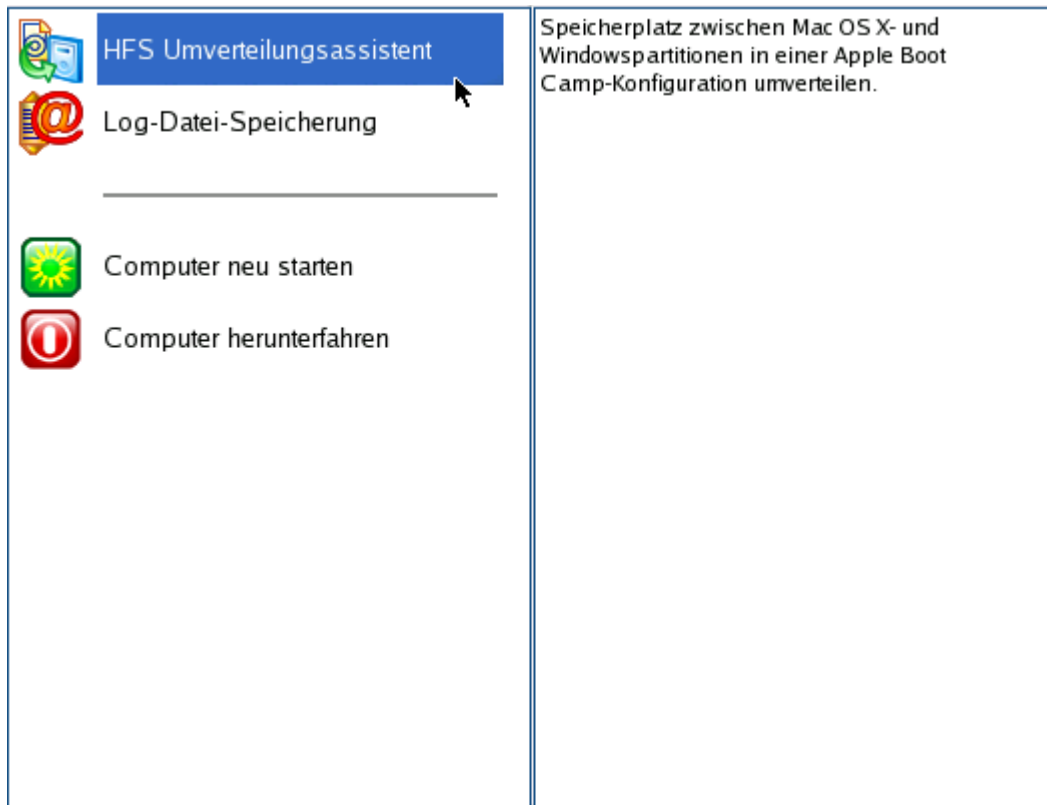 HFS Umverteilungsassistent
Log-Datei-Speicherung
Computer neu starten
Computer herunterfahren
Speicherplatz zwischen Mac OS X- und
Windowspartitionen in einer Apple Boot
Camp-Konfiguration umverteilen.